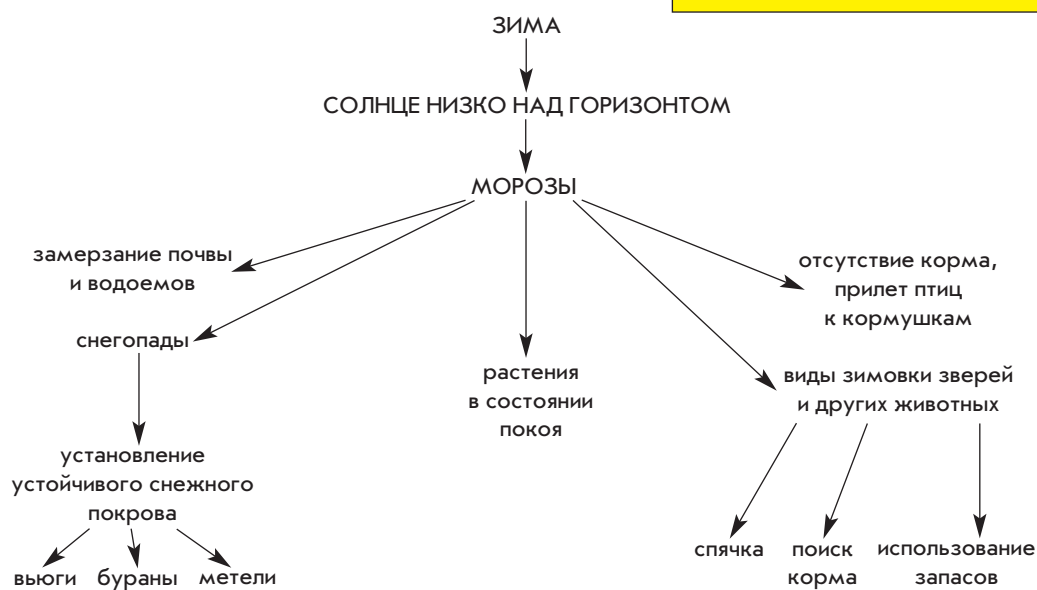 ЗИМА
СОЛНЦЕ НИЗКО НАД ГОРИЗОНТОМ
МОРОЗЫ
замерзание почвы
и водоемов
снегопады
установление
устойчивого снежного
покрова
вьюги
бураны
метели
растения
в состоянии
покоя
отсутствие корма,
прилет птиц
к кормушкам
виды зимовки зверей
и других животных
спячка
поиск
корма
использование
запасов